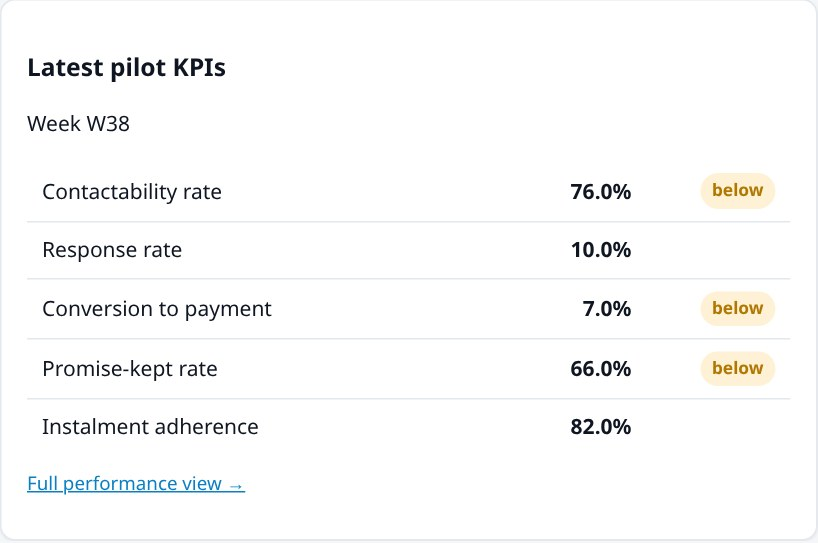 Latest pilot KPIs
Week W38
Contactability rate 76.0% below
Response rate 10.0%
Conversion to payment 7.0% below
Promise-kept rate 66.0% below
Instalment adherence 82.0%
Full performance view →